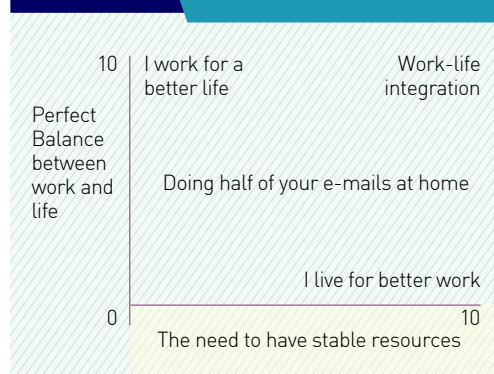 10
I work for a
better life
Work-life
integration
Perfect
Balance
between
work and
life
Doing half of your e-mails at home
I live for better work
0
10
The need to have stable resources